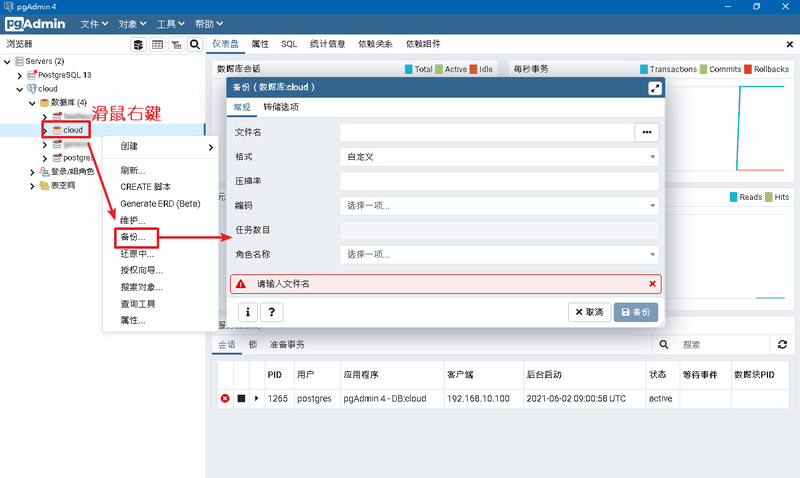 pgAdmin 4
pgAdmin 文件 对象 工具 帮助
浏览器
仪表盘 属性 SQL 统计信息 依赖关系 依赖组件
Servers (2)
PostgreSQL 13
cloud
数据库 (4)
滑鼠右鍵
cloud
postgres
登录/组角色
表空间
创建
刷新...
CREATE 脚本
Generate ERD (Beta)
维护...
备份...
还原中...
授权向导...
搜索对象...
查询工具
属性...
数据库会话 Total Active Idle
每秒事务 Transactions Commits Rollbacks
Reads Hits
备份 ( 数据库:cloud)
常规 转储选项
文件名
格式 自定义
压缩率
编码 选择一项...
任务数目
角色名称 选择一项...
请输入文件名
i ? 取消 备份
会话 锁 准备事务 搜索
PID 用户 应用程序 客户端 后台启动 状态 等待事件 数据块PID
1265 postgres pgAdmin 4 - DB:cloud 192.168.10.100 2021-06-02 09:00:58 UTC active